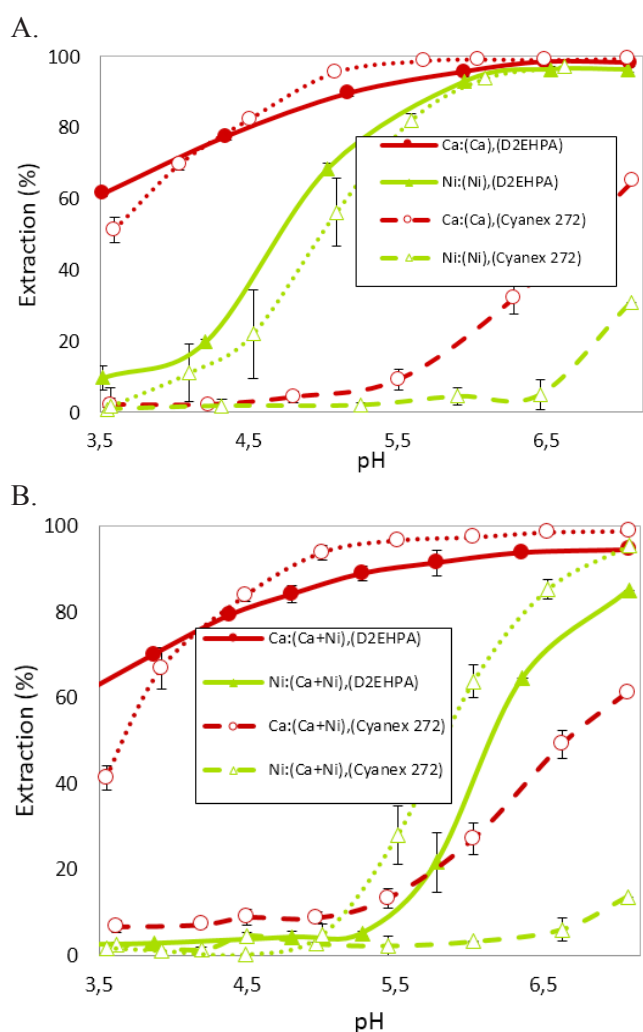 A.
100
80
60
40
20
0
Extraction (%)
Ca:(Ca),(D2EHPA)
Ni:(Ni),(D2EHPA)
Ca:(Ca),(Cyanex 272)
Ni:(Ni),(Cyanex 272)
3,5 4,5 5,5 6,5
pH
B.
100
80
60
40
20
0
Extraction (%)
Ca:(Ca+Ni),(D2EHPA)
Ni:(Ca+Ni),(D2EHPA)
Ca:(Ca+Ni),(Cyanex 272)
Ni:(Ca+Ni),(Cyanex 272)
3,5 4,5 5,5 6,5
pH